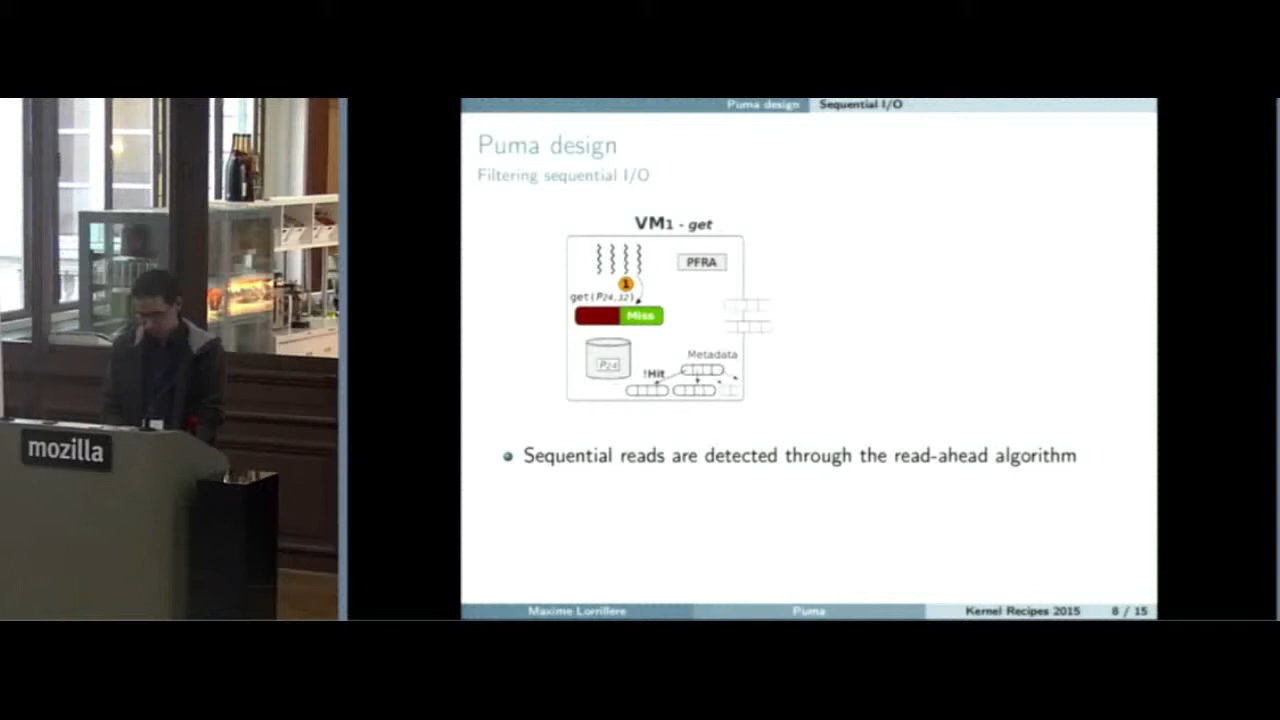 Puma design Sequential I/O
Puma design
Filtering sequential I/O
VM1 - get
PFRA
1
get(P24,32)
Miss
P24
Metadata
!Hit
Sequential reads are detected through the read-ahead algorithm
mozilla
Maxime Lorrillere Puma Kernel Recipes 2015 8 / 15